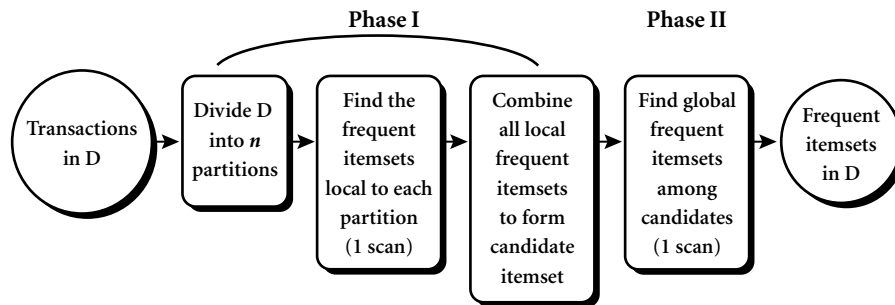 Phase I
Phase II
Transactions
in D
Divide D
into n
partitions
Find the
frequent
itemsets
local to each
partition
(1 scan)
Combine
all local
frequent
itemsets
to form
candidate
itemset
Find global
frequent
itemsets
among
candidates
(1 scan)
Frequent
itemsets
in D